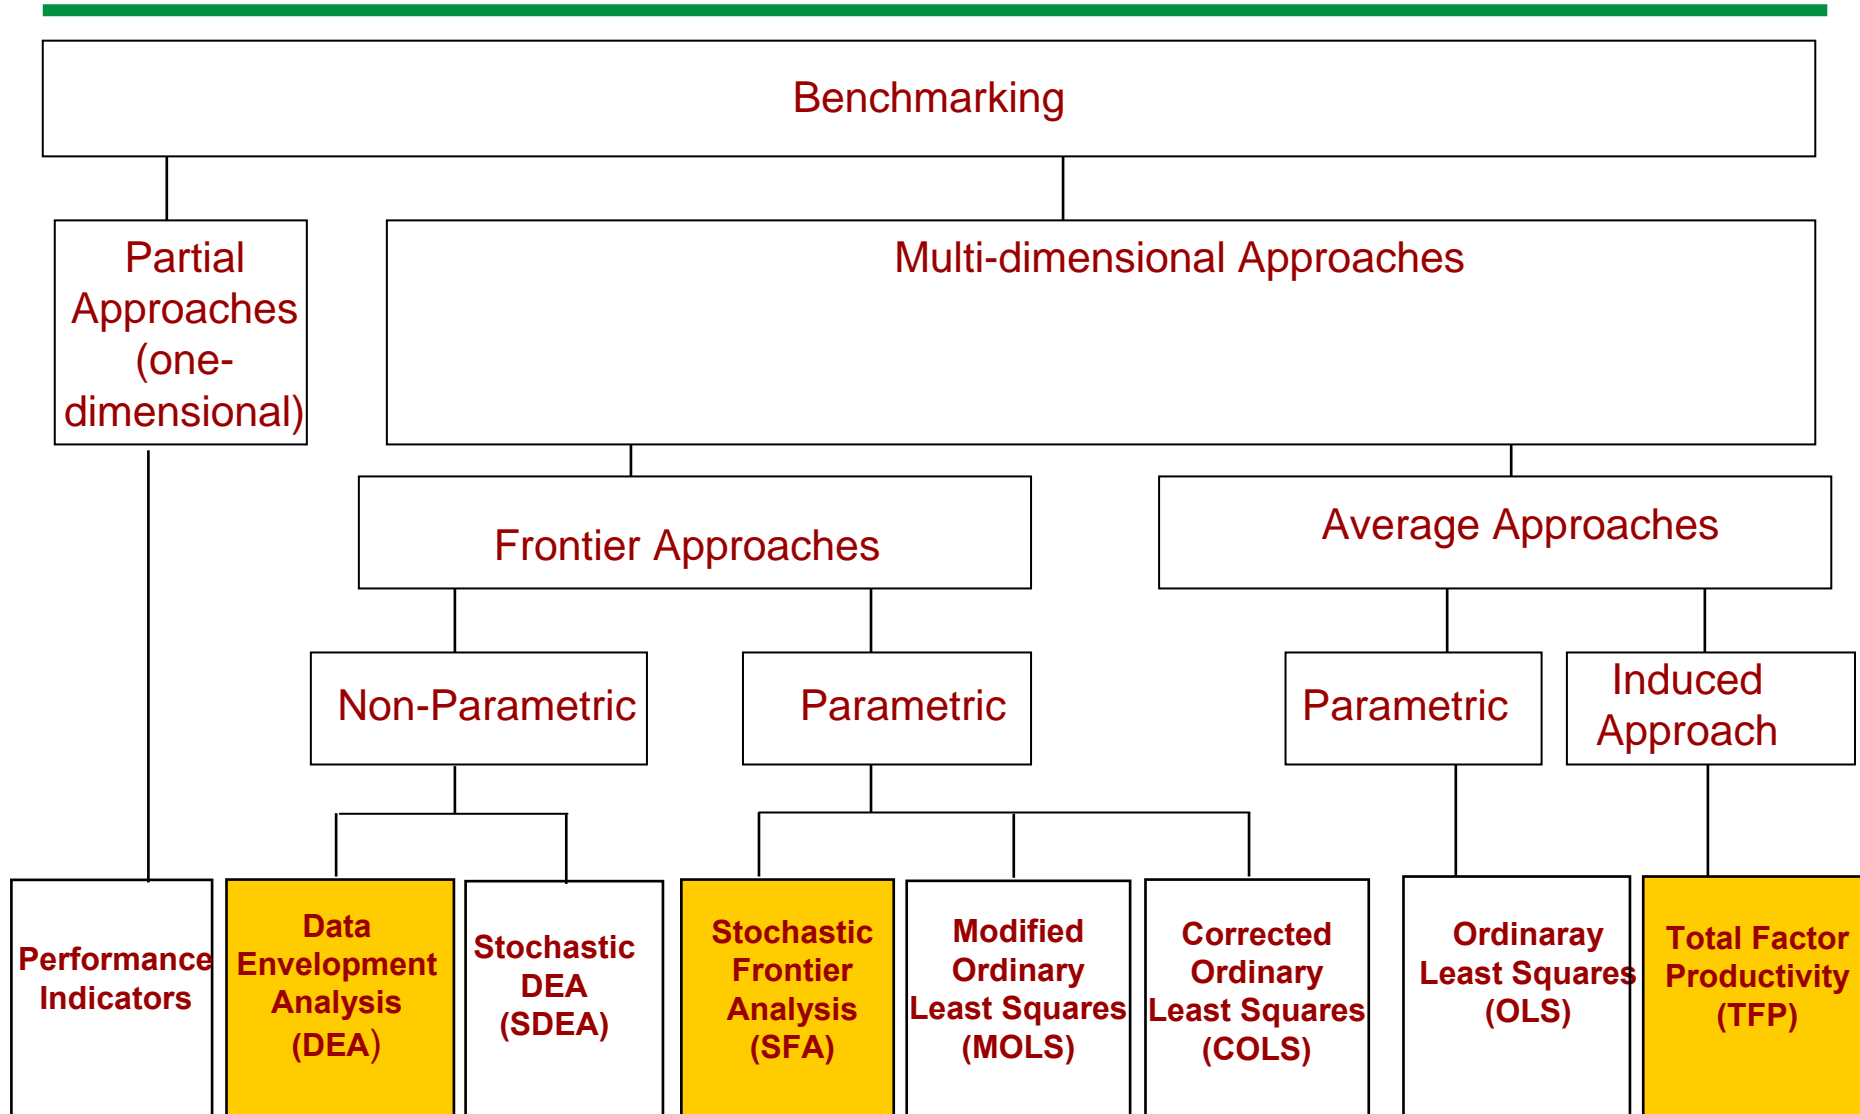 Benchmarking
Partial
Approaches
(one-
dimensional)
Multi-dimensional Approaches
Frontier Approaches
Average Approaches
Non-Parametric
Parametric
Parametric
Induced
Approach
Performance
Indicators
Data
Envelopment
Analysis
(DEA)
Stochastic
DEA
(SDEA)
Stochastic
Frontier
Analysis
(SFA)
Modified
Ordinary
Least Squares
(MOLS)
Corrected
Ordinary
Least Squares
(COLS)
Ordinaray
Least Squares
(OLS)
Total Factor
Productivity
(TFP)